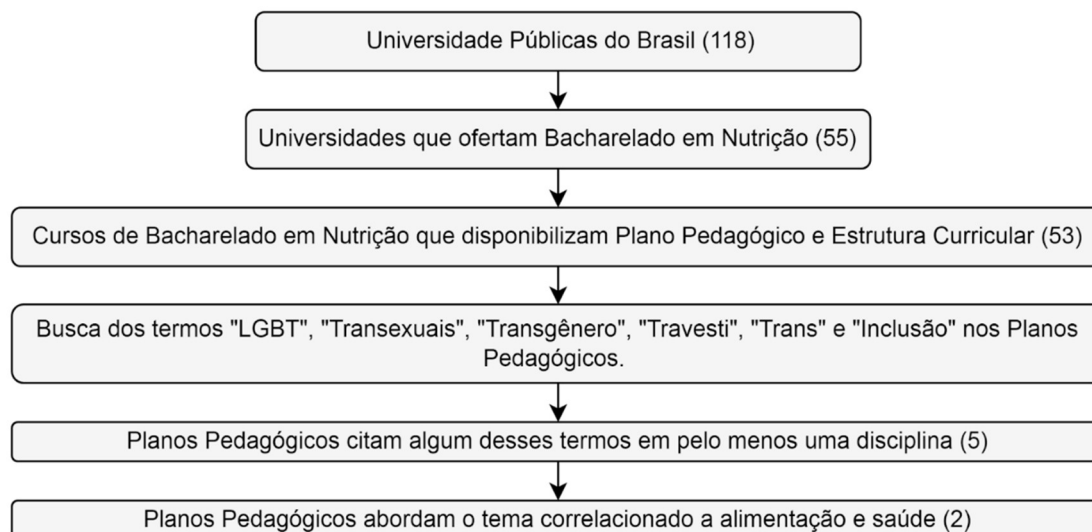 Universidade Públicas do Brasil (118)
Universidades que ofertam Bacharelado em Nutrição (55)
Cursos de Bacharelado em Nutrição que disponibilizam Plano Pedagógico e Estrutura Curricular (53)
Busca dos termos "LGBT", "Transexuais", "Transgênero", "Travesti", "Trans" e "Inclusão" nos Planos
Pedagógicos.
Planos Pedagógicos citam algum desses termos em pelo menos uma disciplina (5)
Planos Pedagógicos abordam o tema correlacionado a alimentação e saúde (2)